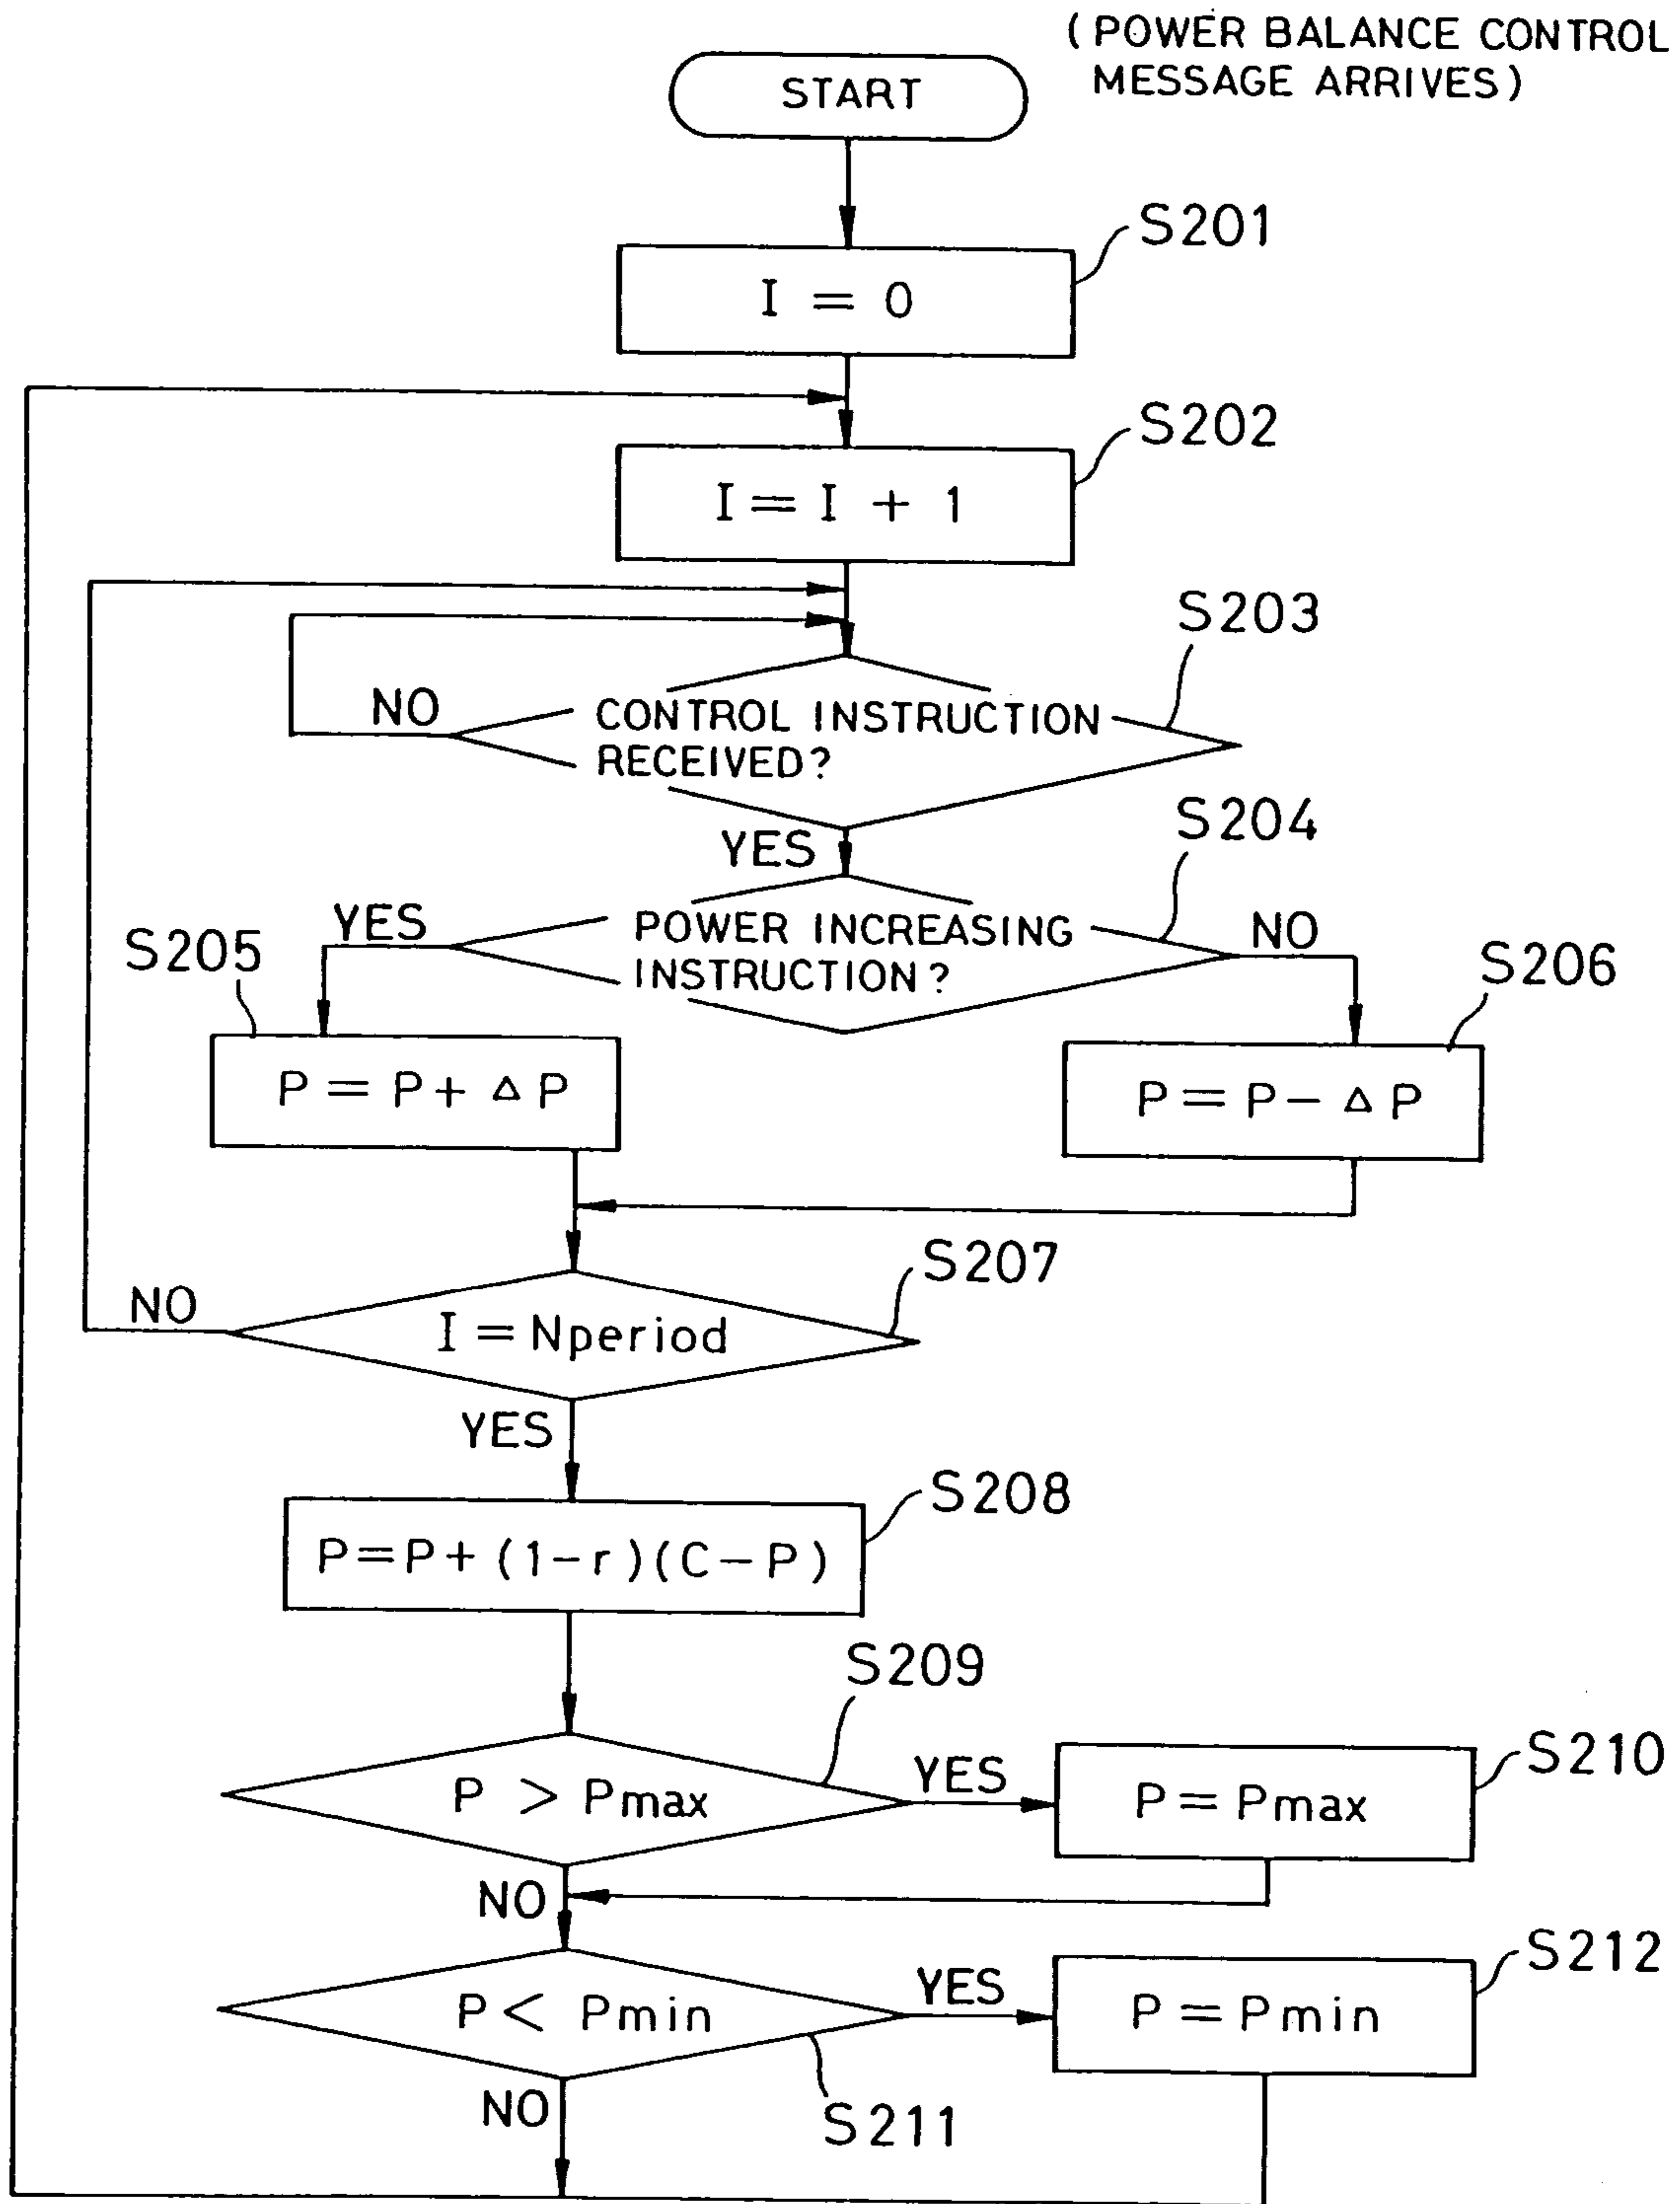 ( POWER BALANCE CONTROL
MESSAGE ARRIVES )
START
S201
I = 0
S202
I = I + 1
S203
NO
CONTROL INSTRUCTION
RECEIVED?
YES
S204
YES
POWER INCREASING
INSTRUCTION?
NO
S205
S206
P = P + △P
P = P - △P
S207
NO
I = Nperiod
YES
S208
P = P + (1-r)(C-P)
S209
P > Pmax
YES
S210
P = Pmax
NO
S212
P < Pmin
YES
P = Pmin
NO
S211